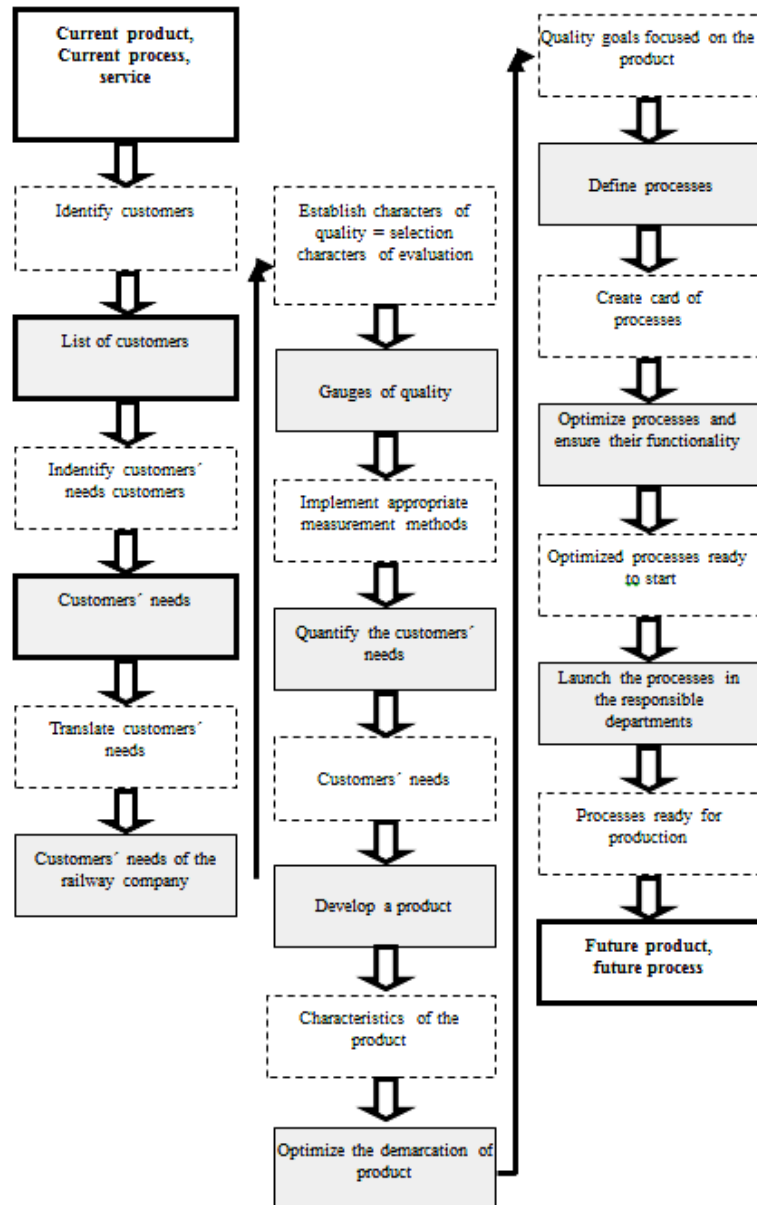 Current product,
Current process,
service
Identify customers
List of customers
Indentify customers´
needs customers
Customers´ needs
Translate customers´
needs
Customers´ needs of the
railway company
Establish characters of
quality = selection
characters of evaluation
Gauges of quality
Implement appropriate
measurement methods
Quantify the customers´
needs
Customers´ needs
Develop a product
Characteristics of the
product
Optimize the demarcation of
product
Quality goals focused on the
product
Define processes
Create card of
processes
Optimize processes and
ensure their functionality
Optimized processes ready
to start
Launch the processes in
the responsible
departments
Processes ready for
production
Future product,
future process